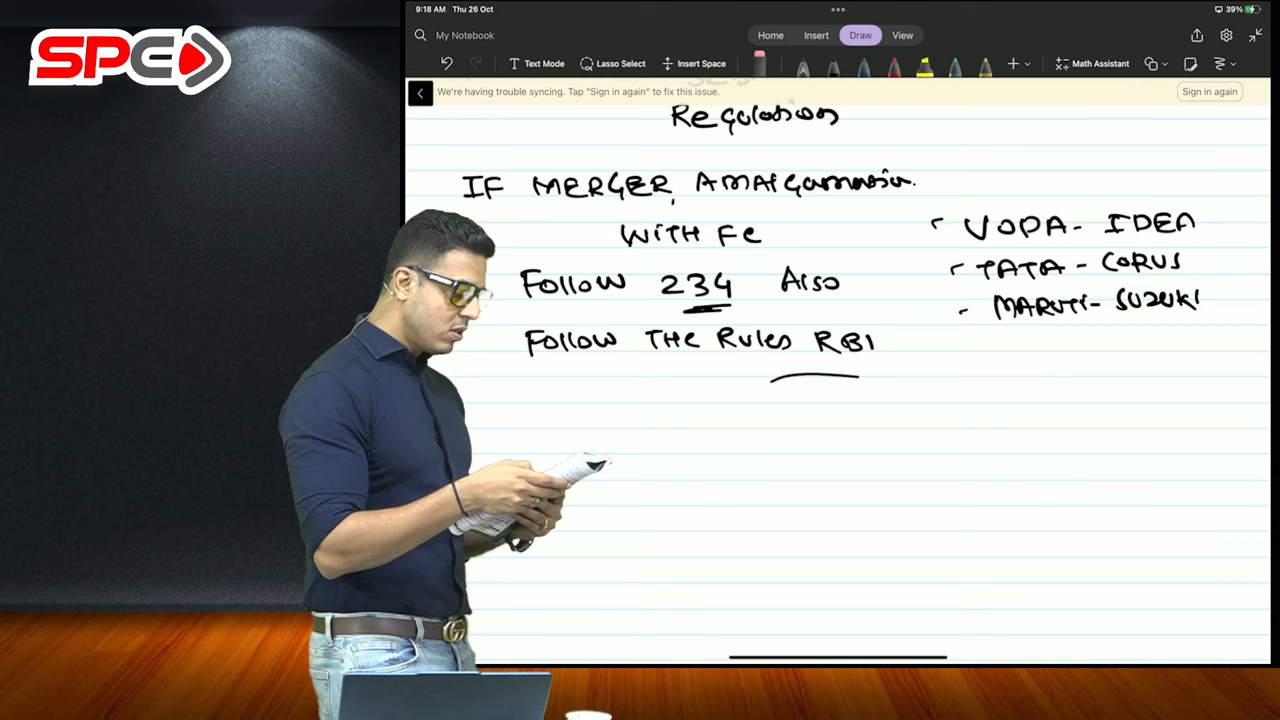 SPE
9:18 AM Thu 26 Oct
39%
My Notebook
Home Insert Draw View
Text Mode Lasso Select Insert Space Math Assistant
We're having trouble syncing. Tap "Sign in again" to fix this issue. Sign in again
Regulations
IF MERGER, AMAlgamation.
WITH FC
Follow 234 Also
Follow THe Rules RBI
VODA - IDEA
TATA - CORUS
MARUTI - SUZUKI